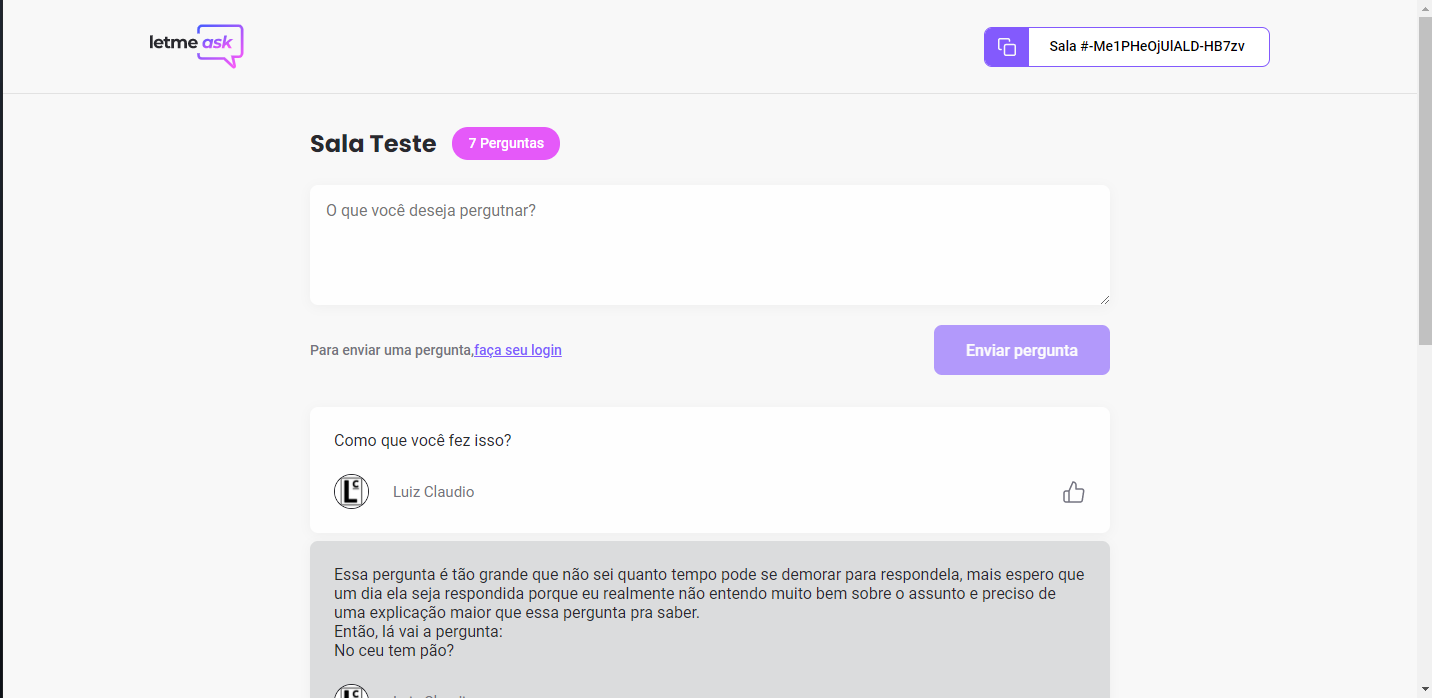 letme ask
Sala #-Me1PHeOjUlALD-HB7zv
Sala Teste
7 Perguntas
O que você deseja pergutnar?
Para enviar uma pergunta,faça seu login
Enviar pergunta
Como que você fez isso?
Luiz Claudio
Essa pergunta é tão grande que não sei quanto tempo pode se demorar para respondela, mais espero que
um dia ela seja respondida porque eu realmente não entendo muito bem sobre o assunto e preciso de
uma explicação maior que essa pergunta pra saber.
Então, lá vai a pergunta:
No ceu tem pão?